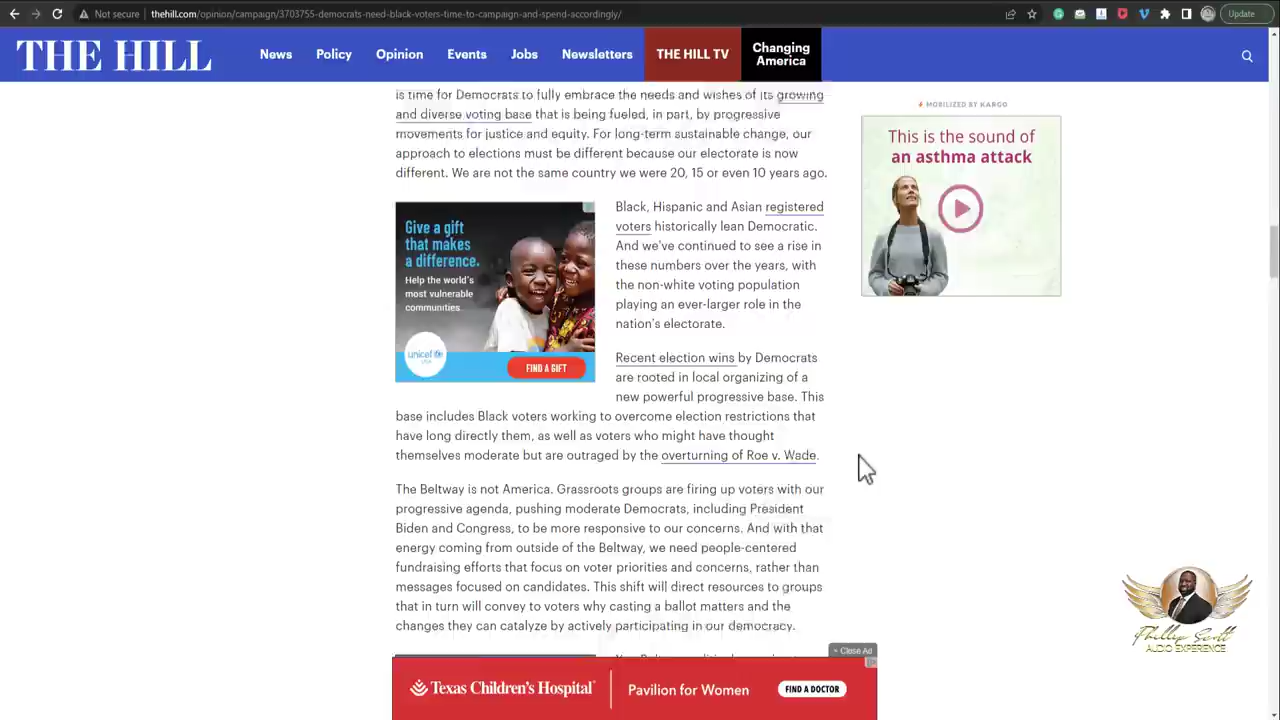 Not secure | thehill.com/opinion/campaign/3703755-democrats-need-black-voters-time-to-campaign-and-spend-accordingly/
Update
THE HILL
News
Policy
Opinion
Events
Jobs
Newsletters
THE HILL TV
Changing
America
is time for Democrats to fully embrace the needs and wishes of its growing
and diverse voting base that is being fueled, in part, by progressive
movements for justice and equity. For long-term sustainable change, our
approach to elections must be different because our electorate is now
different. We are not the same country we were 20, 15 or even 10 years ago.
MOBILIZED BY KARGO
This is the sound of
an asthma attack
Give a gift
that makes
a difference.
Help the world's
most vulnerable
communities.
unicef
USA
FIND A GIFT
Black, Hispanic and Asian registered
voters historically lean Democratic.
And we've continued to see a rise in
these numbers over the years, with
the non-white voting population
playing an ever-larger role in the
nation's electorate.
Recent election wins by Democrats
are rooted in local organizing of a
new powerful progressive base. This
base includes Black voters working to overcome election restrictions that
have long directly them, as well as voters who might have thought
themselves moderate but are outraged by the overturning of Roe v. Wade.
The Beltway is not America. Grassroots groups are firing up voters with our
progressive agenda, pushing moderate Democrats, including President
Biden and Congress, to be more responsive to our concerns. And with that
energy coming from outside of the Beltway, we need people-centered
fundraising efforts that focus on voter priorities and concerns, rather than
messages focused on candidates. This shift will direct resources to groups
that in turn will convey to voters why casting a ballot matters and the
changes they can catalyze by actively participating in our democracy.
× Close Ad
Texas Children's Hospital
Pavilion for Women
FIND A DOCTOR
Phillip Scott
AUDIO EXPERIENCE